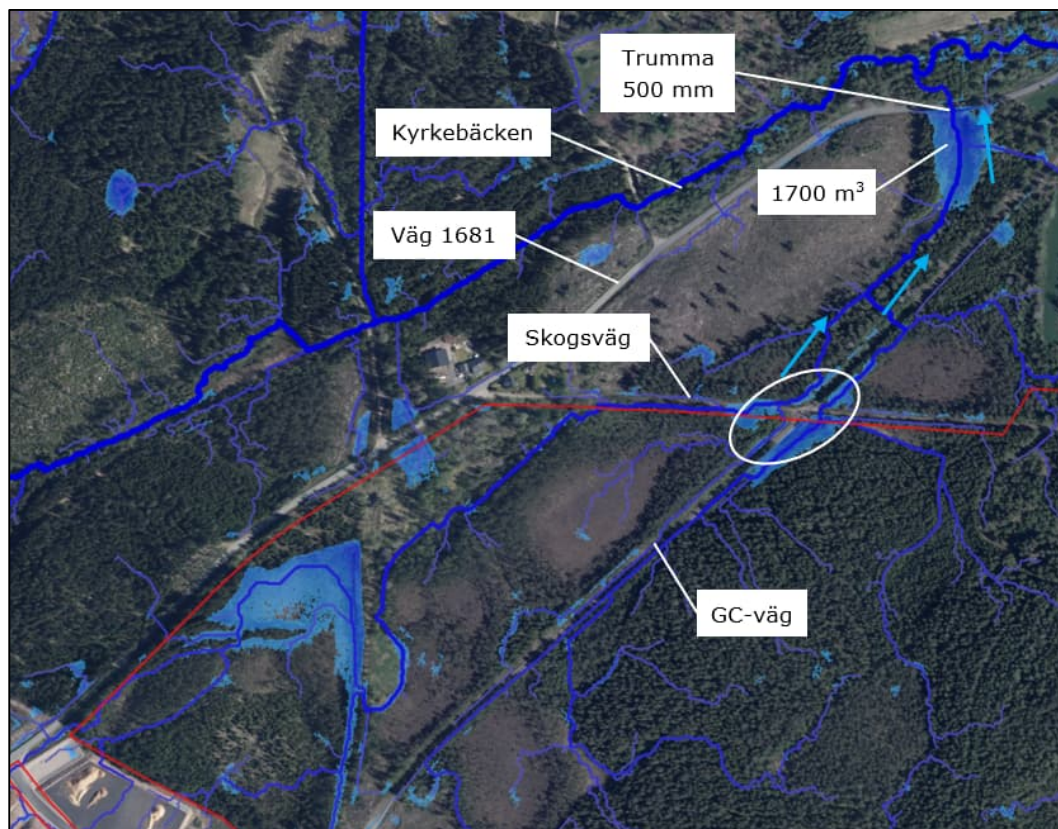 Trumma
500 mm
Kyrkebäcken
1700 m³
Väg 1681
Skogsväg
GC-väg